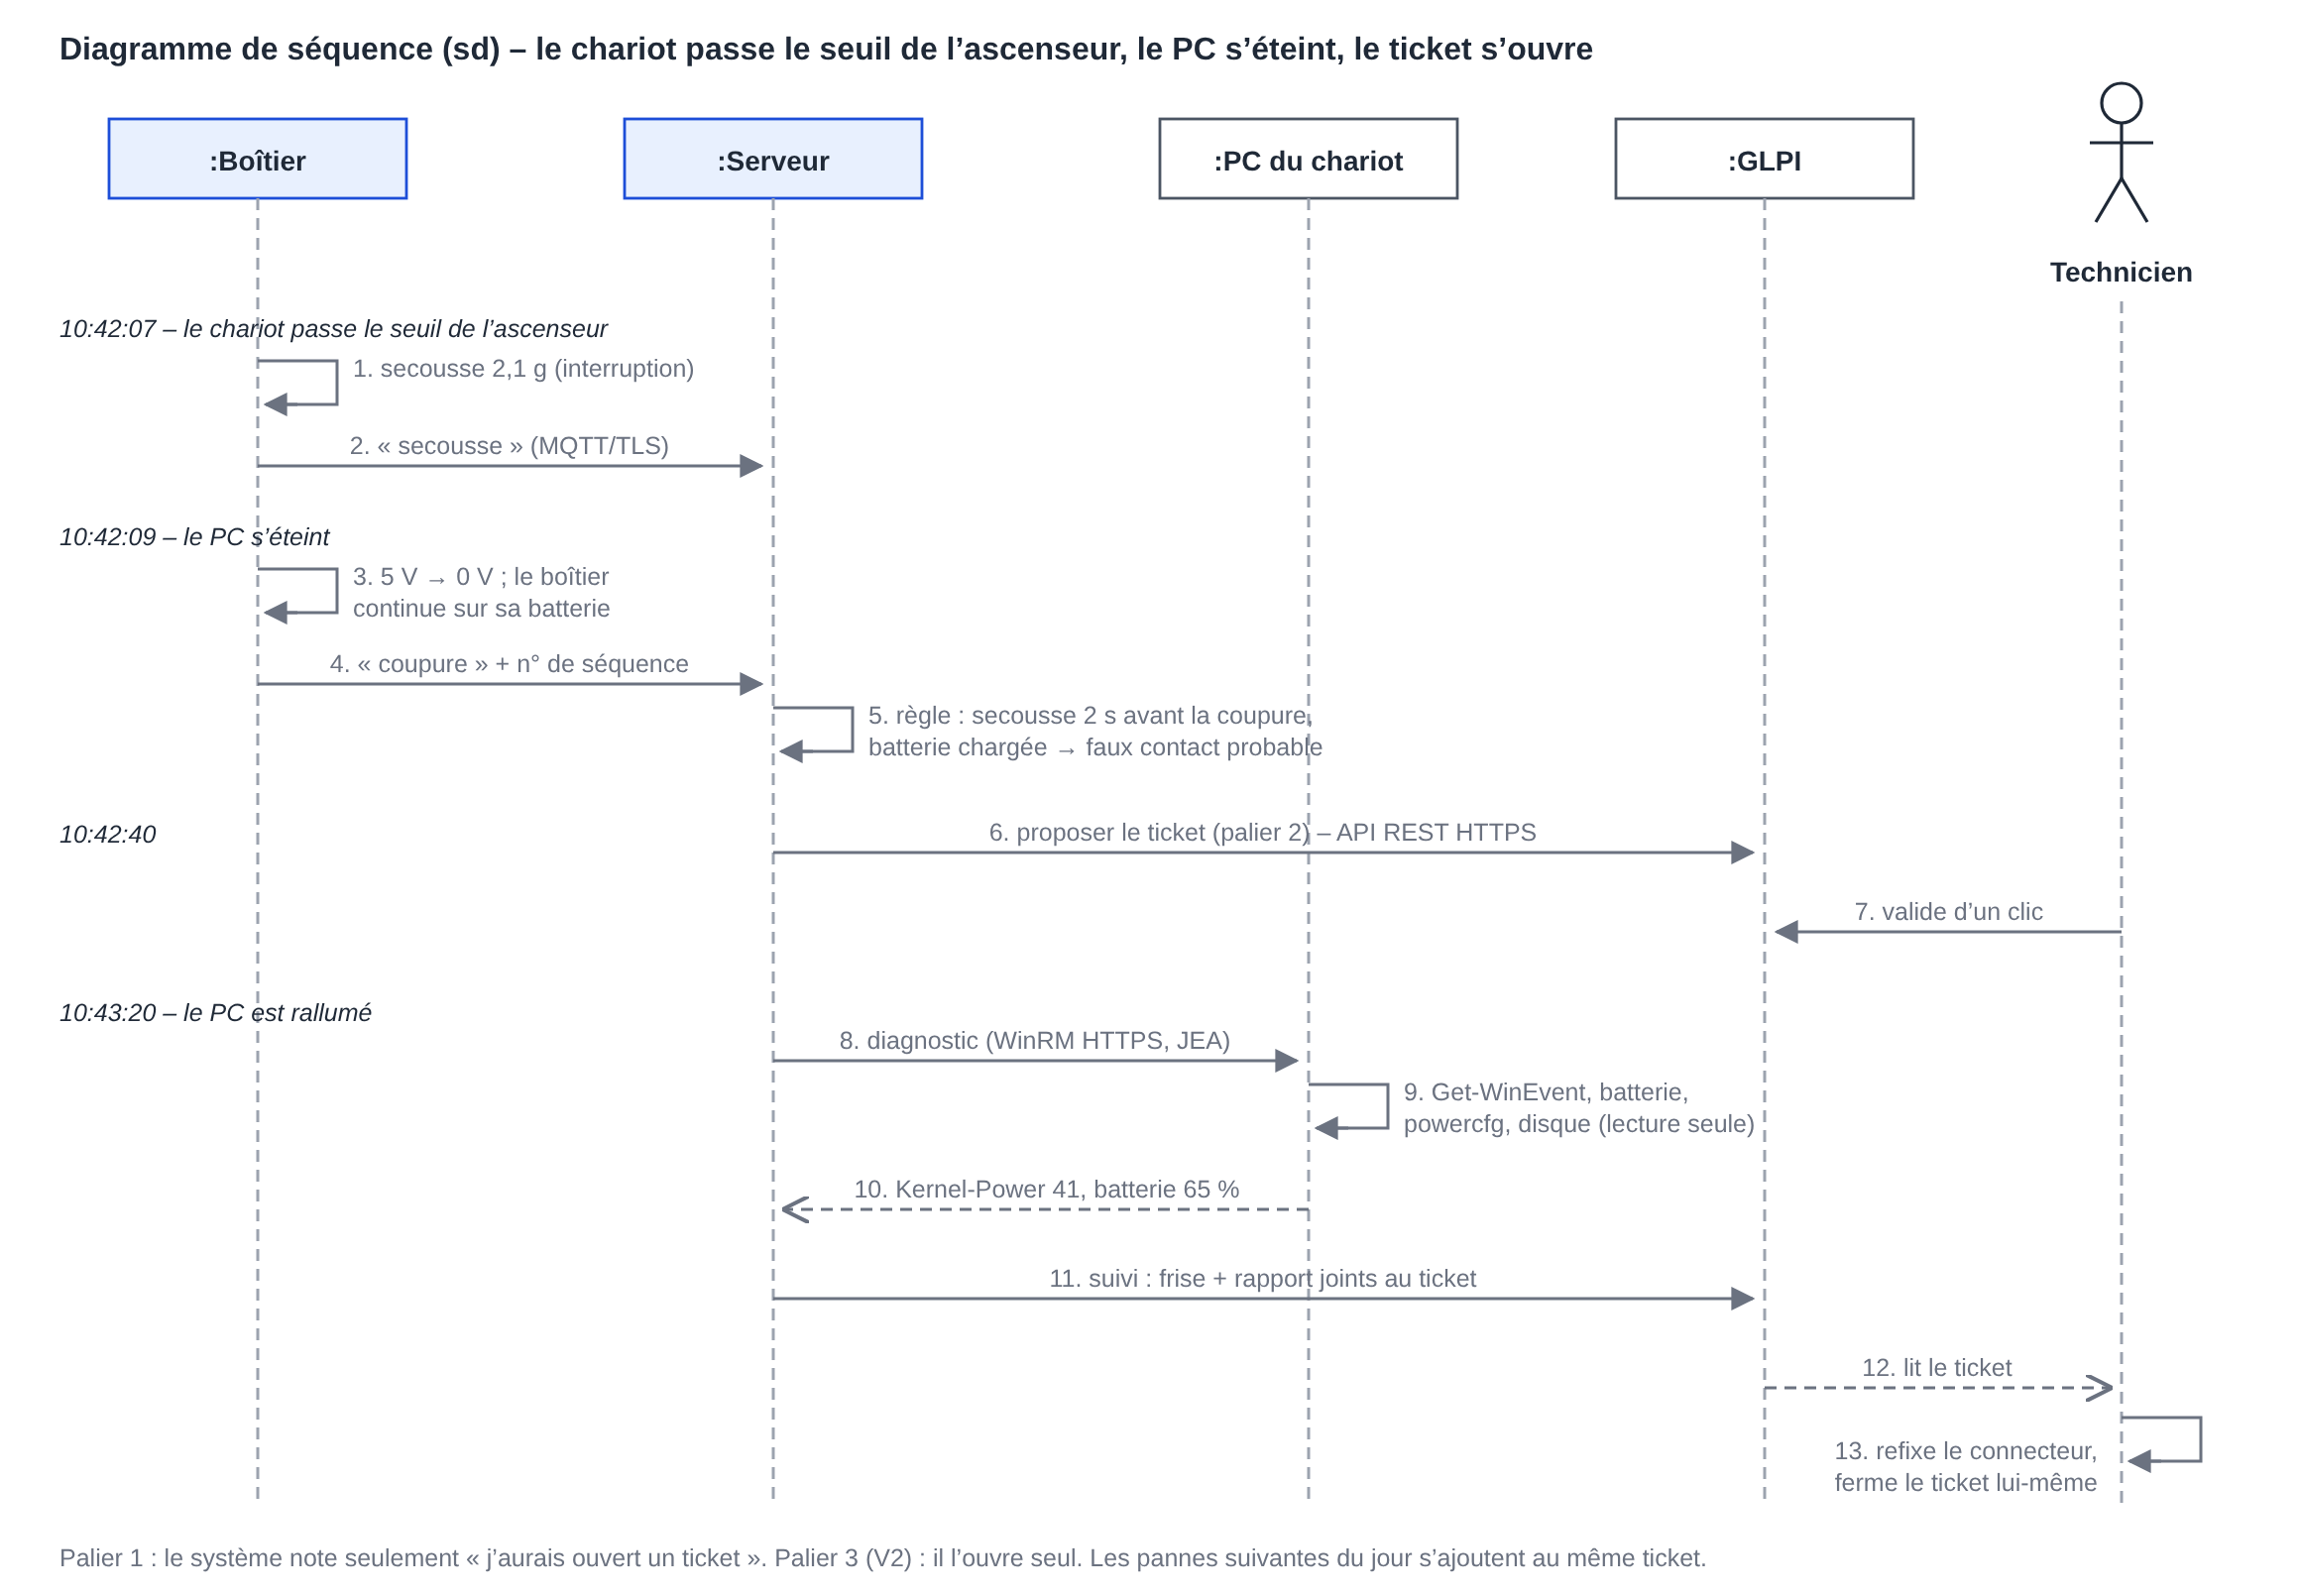 Diagramme de séquence (sd) – le chariot passe le seuil de l’ascenseur, le PC s’éteint, le ticket s’ouvre
:Boîtier
:Serveur
:PC du chariot
:GLPI
Technicien
10:42:07 – le chariot passe le seuil de l’ascenseur
1. secousse 2,1 g (interruption)
2. « secousse » (MQTT/TLS)
10:42:09 – le PC s’éteint
3. 5 V → 0 V ; le boîtier
continue sur sa batterie
4. « coupure » + n° de séquence
5. règle : secousse 2 s avant la coupure,
batterie chargée → faux contact probable
10:42:40
6. proposer le ticket (palier 2) – API REST HTTPS
7. valide d’un clic
10:43:20 – le PC est rallumé
8. diagnostic (WinRM HTTPS, JEA)
9. Get-WinEvent, batterie,
powercfg, disque (lecture seule)
10. Kernel-Power 41, batterie 65 %
11. suivi : frise + rapport joints au ticket
12. lit le ticket
13. refixe le connecteur,
ferme le ticket lui-même
Palier 1 : le système note seulement « j’aurais ouvert un ticket ». Palier 3 (V2) : il l’ouvre seul. Les pannes suivantes du jour s’ajoutent au même ticket.